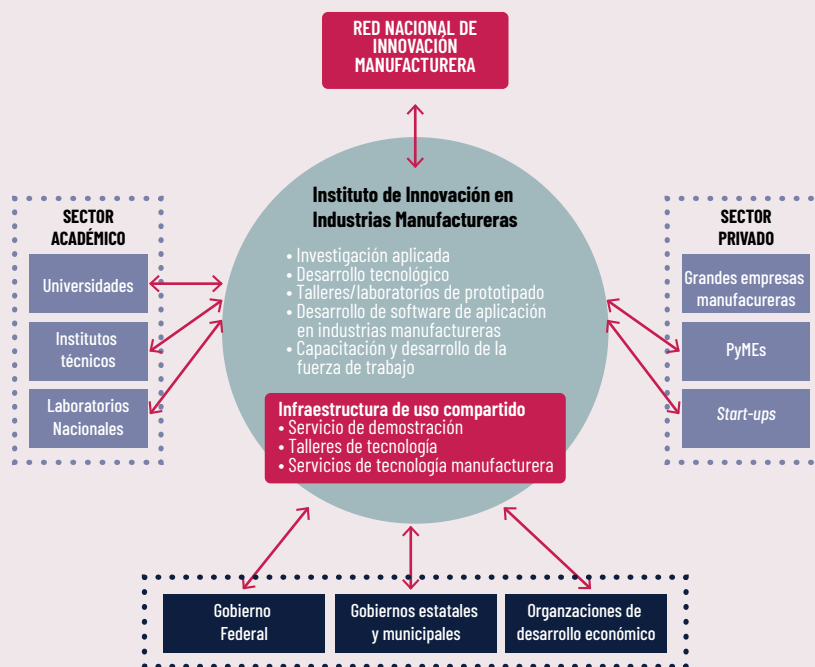 RED NACIONAL DE
INNOVACIÓN
MANUFACTURERA
Instituto de Innovación en
Industrias Manufactureras
• Investigación aplicada
• Desarrollo tecnológico
• Talleres/laboratorios de prototipado
• Desarrollo de software de aplicación
en industrias manufactureras
• Capacitación y desarrollo de la
fuerza de trabajo
Infraestructura de uso compartido
• Servicio de demostración
• Talleres de tecnología
• Servicios de tecnología manufacturera
SECTOR
ACADÉMICO
Universidades
Institutos
técnicos
Laboratorios
Nacionales
SECTOR
PRIVADO
Grandes empresas
manufacureras
PyMEs
Start-ups
Gobierno
Federal
Gobiernos estatales
y municipales
Organzaciones de
desarrollo económico